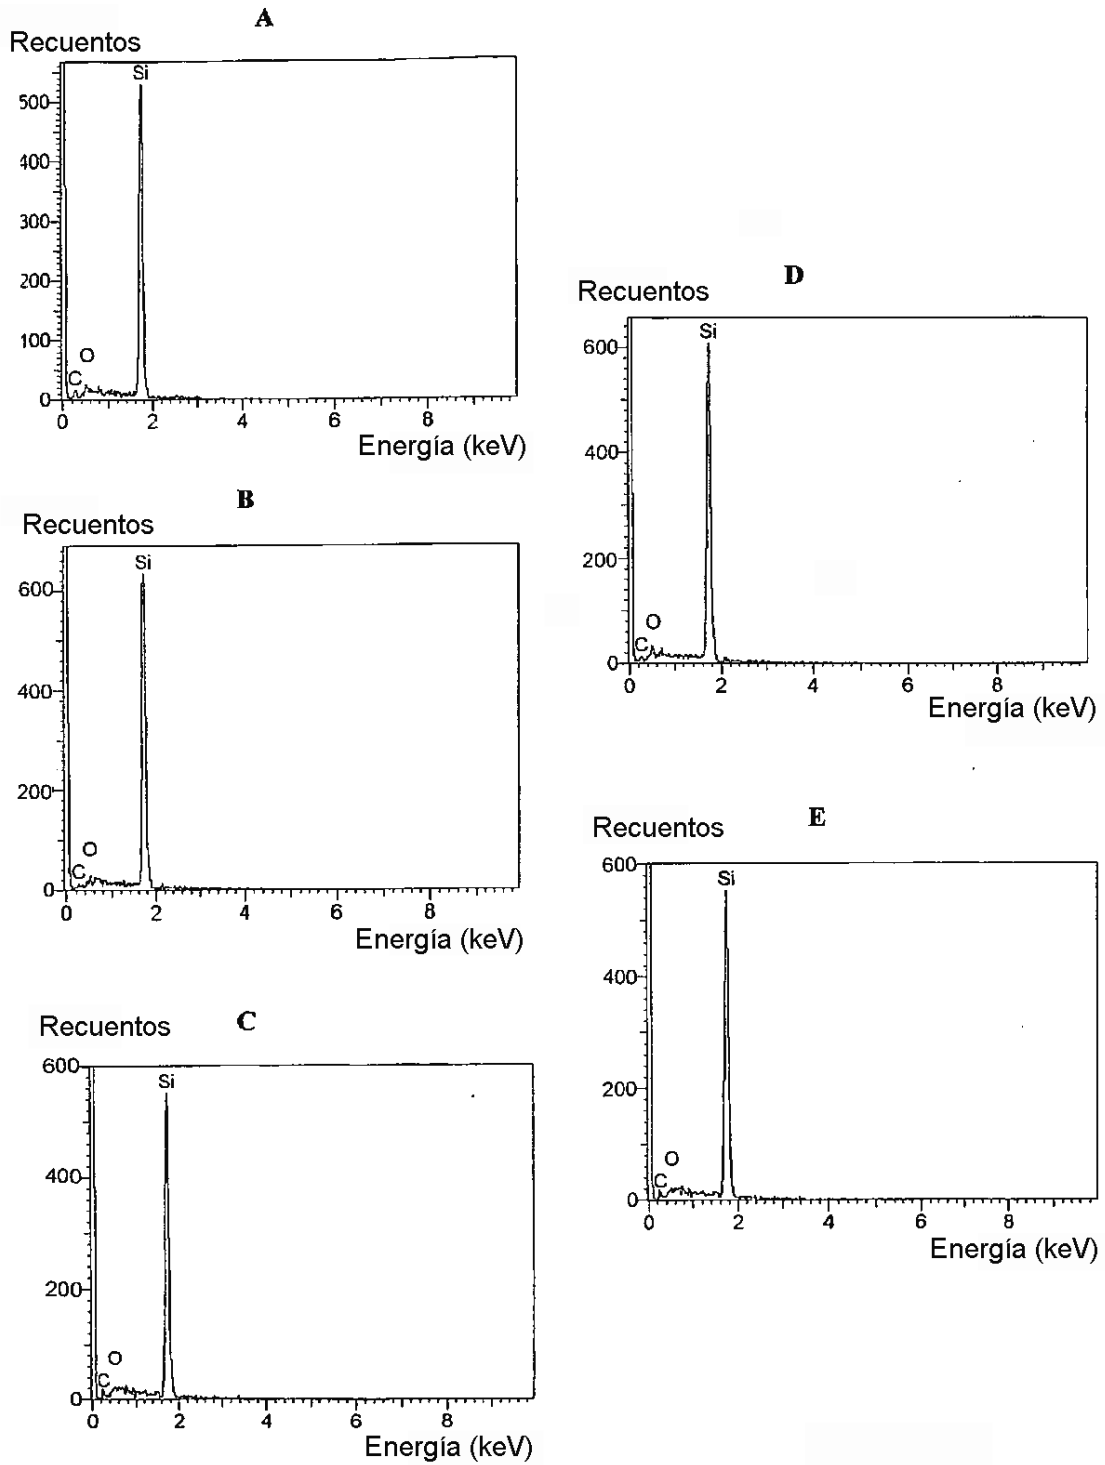 A
Recuentos
Si
500
400
300
200
100
O
C
0
0 2 4 6 8
Energía (keV)
B
Recuentos
Si
600
400
200
O
C
0
0 2 4 6 8
Energía (keV)
C
Recuentos
600
Si
400
200
O
C
0
0 2 4 6 8
Energía (keV)
D
Recuentos
Si
600
400
200
O
C
0
0 2 4 6 8
Energía (keV)
E
Recuentos
600
Si
400
200
O
C
0
0 2 4 6 8
Energía (keV)